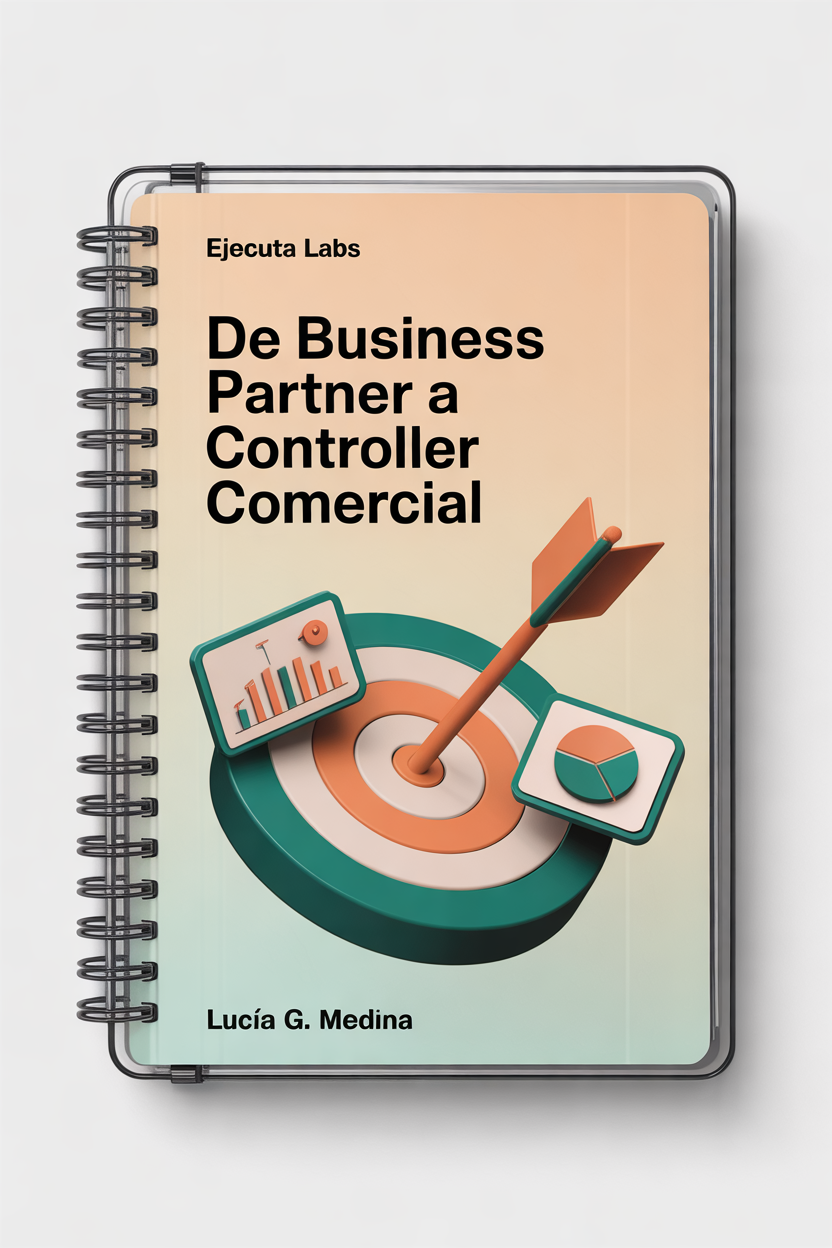 Ejecuta Labs
De Business
Partner a
Controller
Comercial
Lucía G. Medina